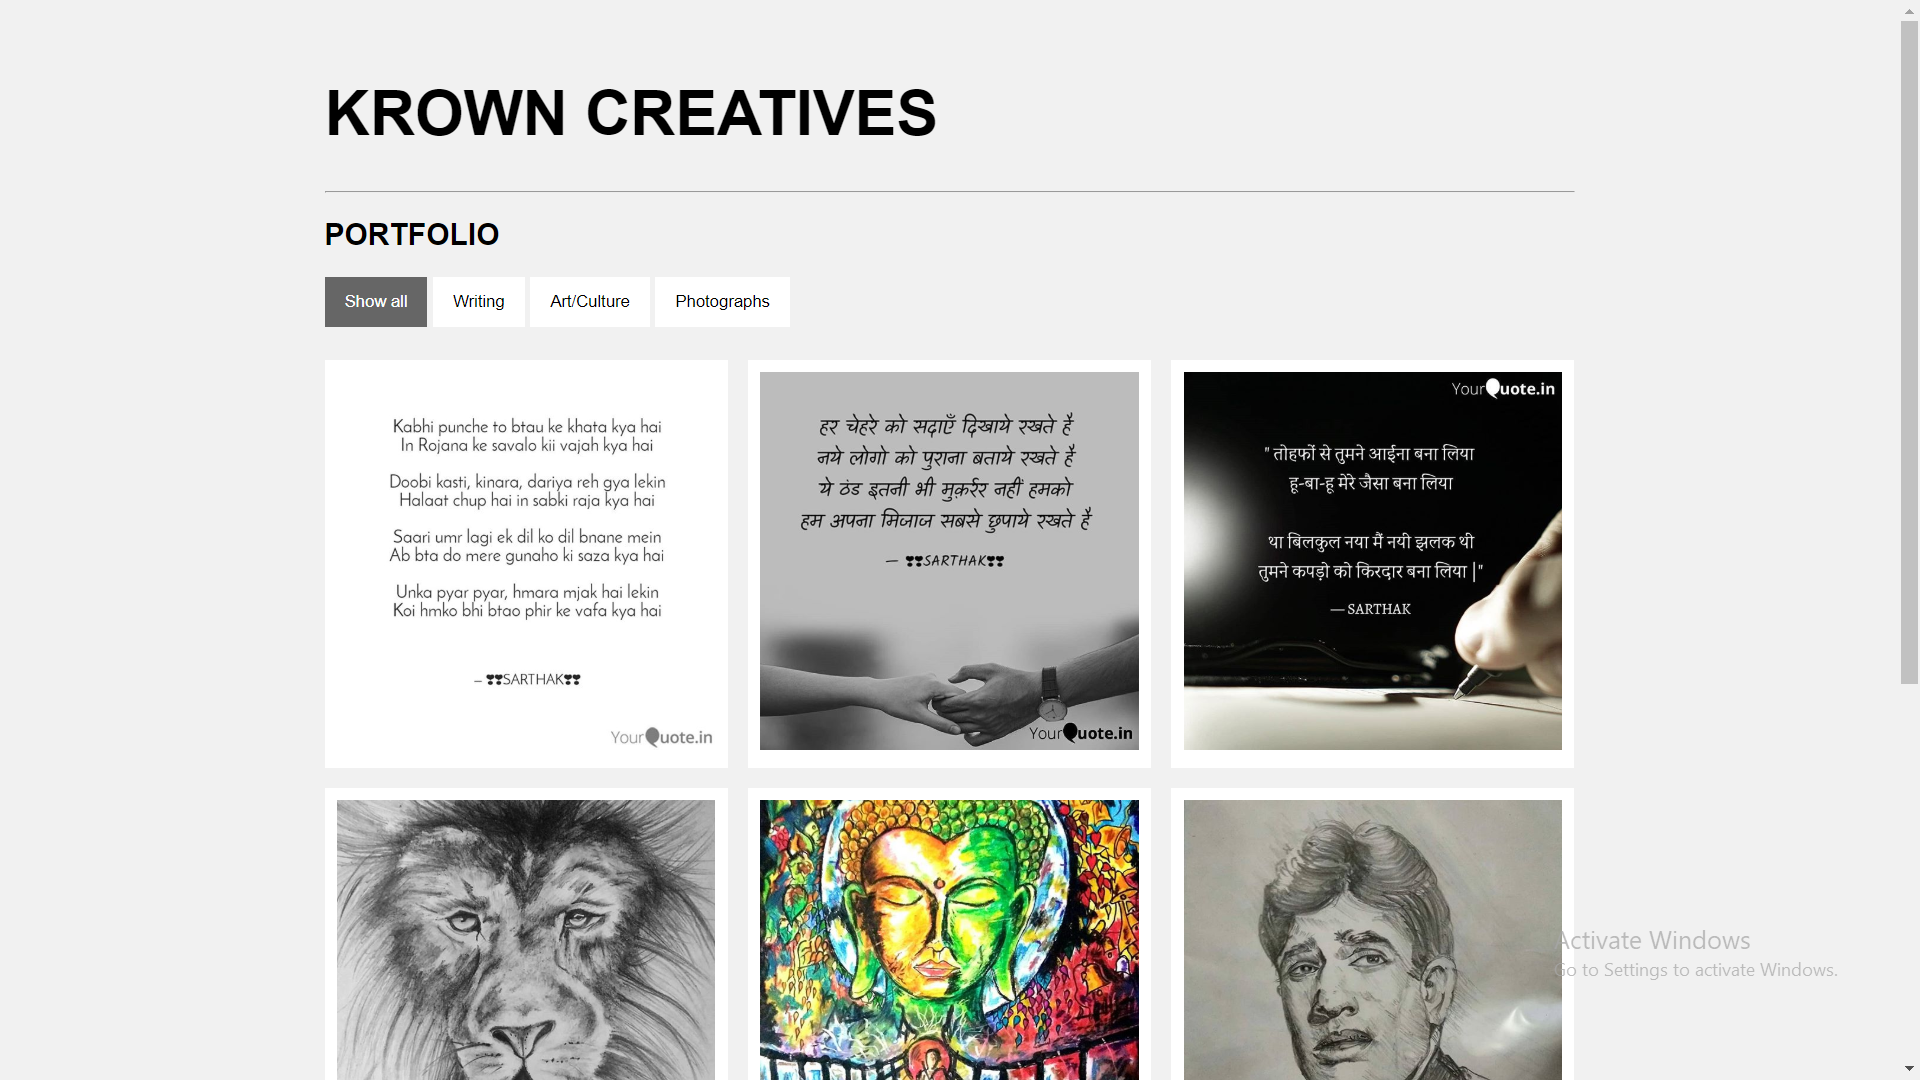 KROWN CREATIVES
PORTFOLIO
Show all
Writing
Art/Culture
Photographs
Kabhi punche to btau ke khata kya hai
In Rojana ke savalo kii vajah kya hai
Doobi kasti, kinara, dariya reh gya lekin
Halaat chup hai in sabki raja kya hai
Saari umr lagi ek dil ko dil bnane mein
Ab bta do mere gunaho ki saza kya hai
Unka pyar pyar, hmara mjak hai lekin
Koi hmko bhi btao phir ke vafa kya hai
– ❣❣SARTHAK❣❣
YourQuote.in
हर चेहरे को सदाएँ दिखाये रखते है
नये लोगो को पुराना बताये रखते है
ये ठंड इतनी भी मुक़र्रर नहीं हमको
हम अपना मिजाज सबसे छुपाये रखते है
— ❣❣SARTHAK❣❣
YourQuote.in
YourQuote.in
" तोहफों से तुमने आईना बना लिया
हू-बा-हू मेरे जैसा बना लिया
था बिलकुल नया मैं नयी झलक थी
तुमने कपड़ो को किरदार बना लिया |"
— SARTHAK
Activate Windows
Go to Settings to activate Windows.